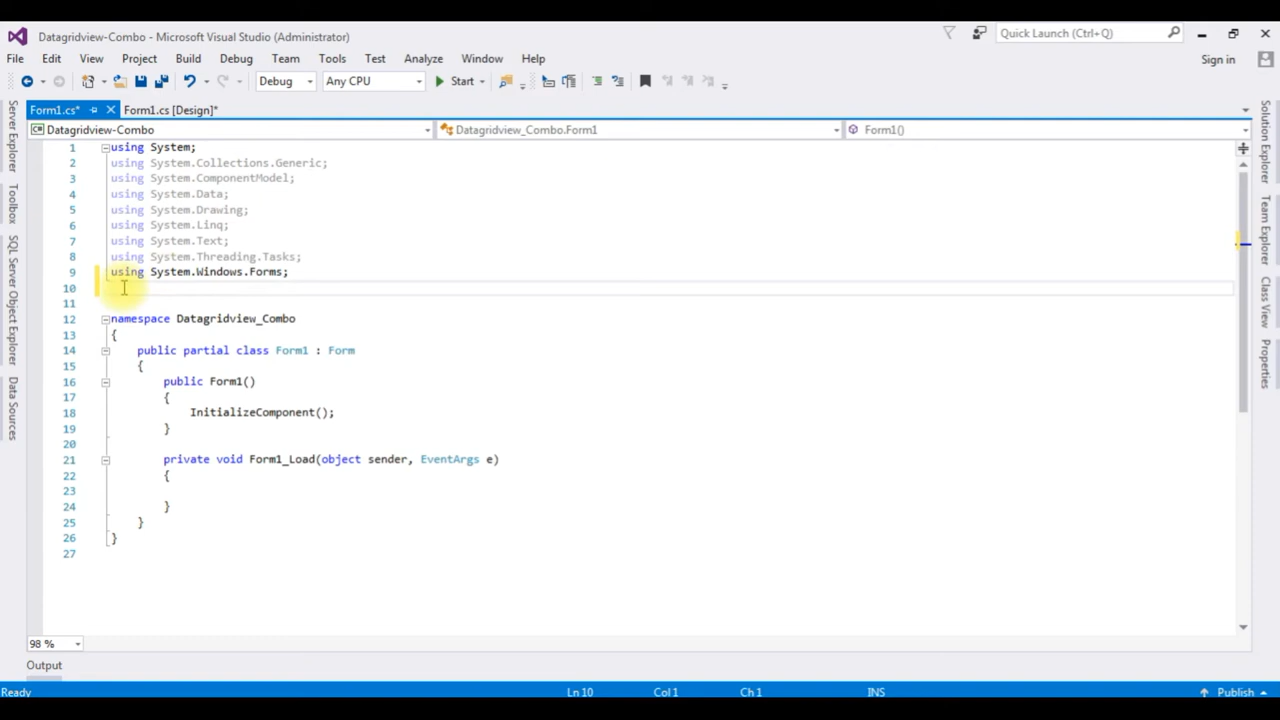 Datagridview-Combo - Microsoft Visual Studio (Administrator)
Quick Launch (Ctrl+Q)
File Edit View Project Build Debug Team Tools Test Analyze Window Help
Sign in
Debug Any CPU Start
Form1.cs* Form1.cs [Design]*
Datagridview-Combo Datagridview_Combo.Form1 Form1()
Server Explorer
Toolbox
SQL Server Object Explorer
Data Sources
1 using System;
2 using System.Collections.Generic;
3 using System.ComponentModel;
4 using System.Data;
5 using System.Drawing;
6 using System.Linq;
7 using System.Text;
8 using System.Threading.Tasks;
9 using System.Windows.Forms;
10
11
12 namespace Datagridview_Combo
13 {
14 public partial class Form1 : Form
15 {
16 public Form1()
17 {
18 InitializeComponent();
19 }
20
21 private void Form1_Load(object sender, EventArgs e)
22 {
23
24 }
25 }
26 }
27
Solution Explorer
Team Explorer
Class View
Properties
98 %
Output
Ready Ln 10 Col 1 Ch 1 INS Publish